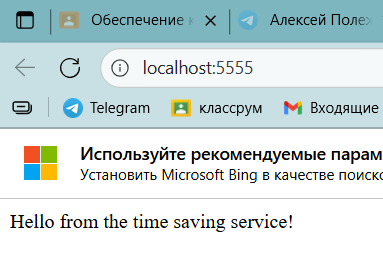 Обеспечение
Алексей Поле
localhost:5555
Telegram
классрум
Входящие
Используйте рекомендуемые парам
Установить Microsoft Bing в качестве поиско
Hello from the time saving service!